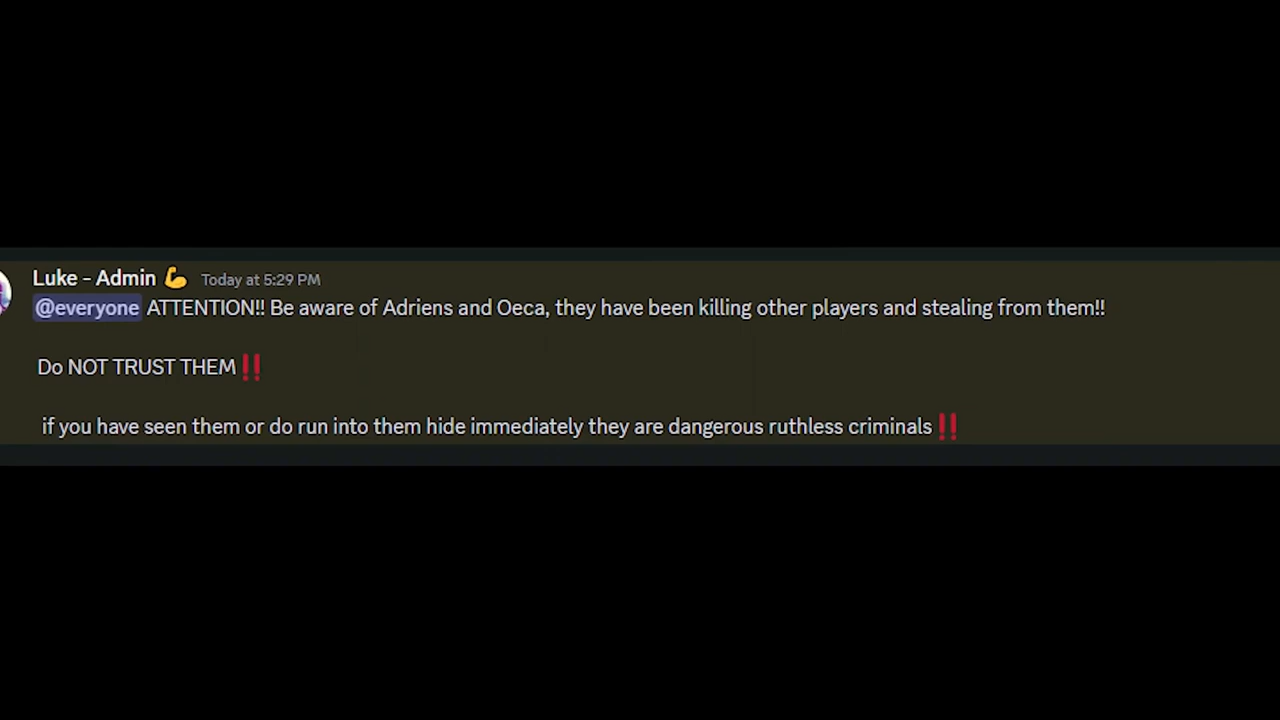 Luke - Admin 💪 Today at 5:29 PM
@everyone ATTENTION!! Be aware of Adriens and Oeca, they have been killing other players and stealing from them!!
Do NOT TRUST THEM‼️
if you have seen them or do run into them hide immediately they are dangerous ruthless criminals‼️